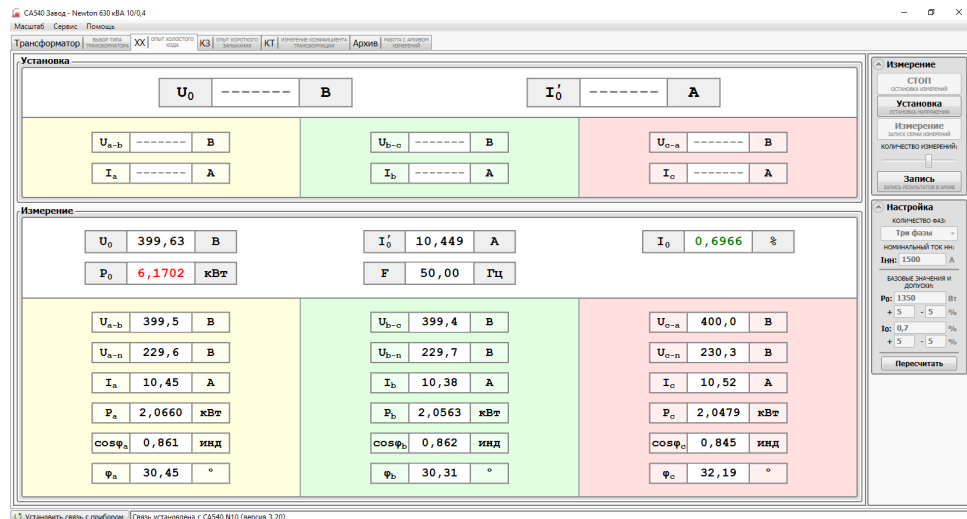 CA540 Завод - Newton 630 кВА 10/0,4
Масштаб Сервис Помощь
Трансформатор ВЫБОР ТИПА ТРАНСФОРМАТОРА XX ОПЫТ ХОЛОСТОГО ХОДА КЗ ОПЫТ КОРОТКОГО ЗАМЫКАНИЯ КТ ИЗМЕРЕНИЕ КОЭФФИЦИЕНТА ТРАНСФОРМАЦИИ Архив РАБОТА С АРХИВОМ ИЗМЕРЕНИЙ
Установка
U₀ ------- В I₀′ ------- А
Ua-b ------- В Ub-c ------- В Uc-a ------- В
Ia ------- А Ib ------- А Ic ------- А
Измерение
U₀ 399,63 В I₀′ 10,449 А I₀ 0,6966 %
P₀ 6,1702 кВт F 50,00 Гц
Ua-b 399,5 В Ub-c 399,4 В Uc-a 400,0 В
Ua-n 229,6 В Ub-n 229,7 В Uc-n 230,3 В
Ia 10,45 А Ib 10,38 А Ic 10,52 А
Pa 2,0660 кВт Pb 2,0563 кВт Pc 2,0479 кВт
cosφa 0,861 инд cosφb 0,862 инд cosφc 0,845 инд
φa 30,45 ° φb 30,31 ° φc 32,19 °
Измерение
СТОП
ОСТАНОВКА ИЗМЕРЕНИЙ
Установка
УСТАНОВКА НАПРЯЖЕНИЯ
Измерение
ЗАПУСК СЕРИИ ИЗМЕРЕНИЙ
КОЛИЧЕСТВО ИЗМЕРЕНИЙ:
Запись
ЗАПИСЬ РЕЗУЛЬТАТОВ В АРХИВ
Настройка
КОЛИЧЕСТВО ФАЗ:
Три фазы
НОМИНАЛЬНЫЙ ТОК НН:
Iнн: 1500 А
БАЗОВЫЕ ЗНАЧЕНИЯ И
ДОПУСКИ:
Po: 1350 Вт
+ 5 - 5 %
Io: 0,7 %
+ 5 - 5 %
Пересчитать
Установить связь с прибором Связь установлена с CA540 N10 (версия 3.20)